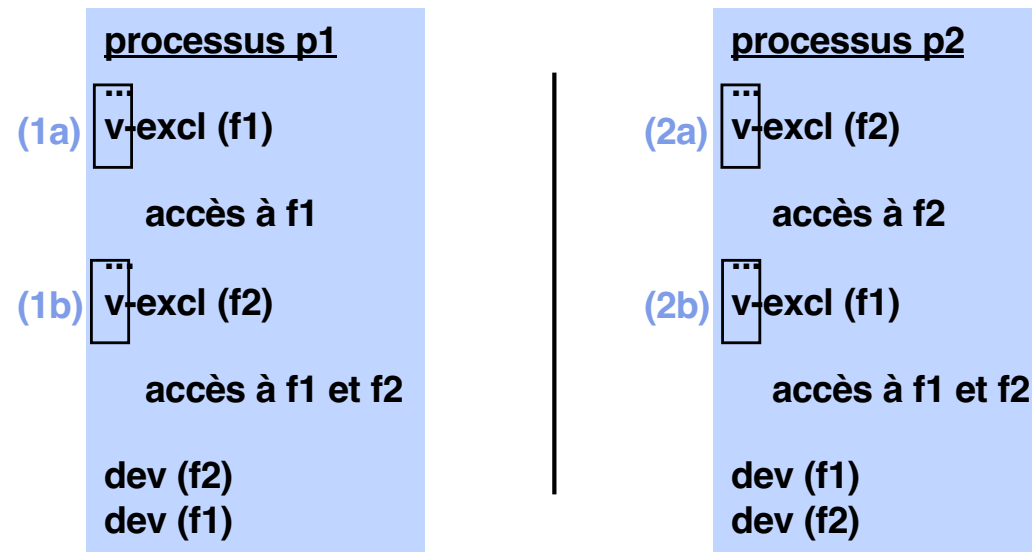 processus p1
...
(1a) v-excl (f1)
accès à f1
...
(1b) v-excl (f2)
accès à f1 et f2
dev (f2)
dev (f1)
processus p2
...
(2a) v-excl (f2)
accès à f2
...
(2b) v-excl (f1)
accès à f1 et f2
dev (f1)
dev (f2)